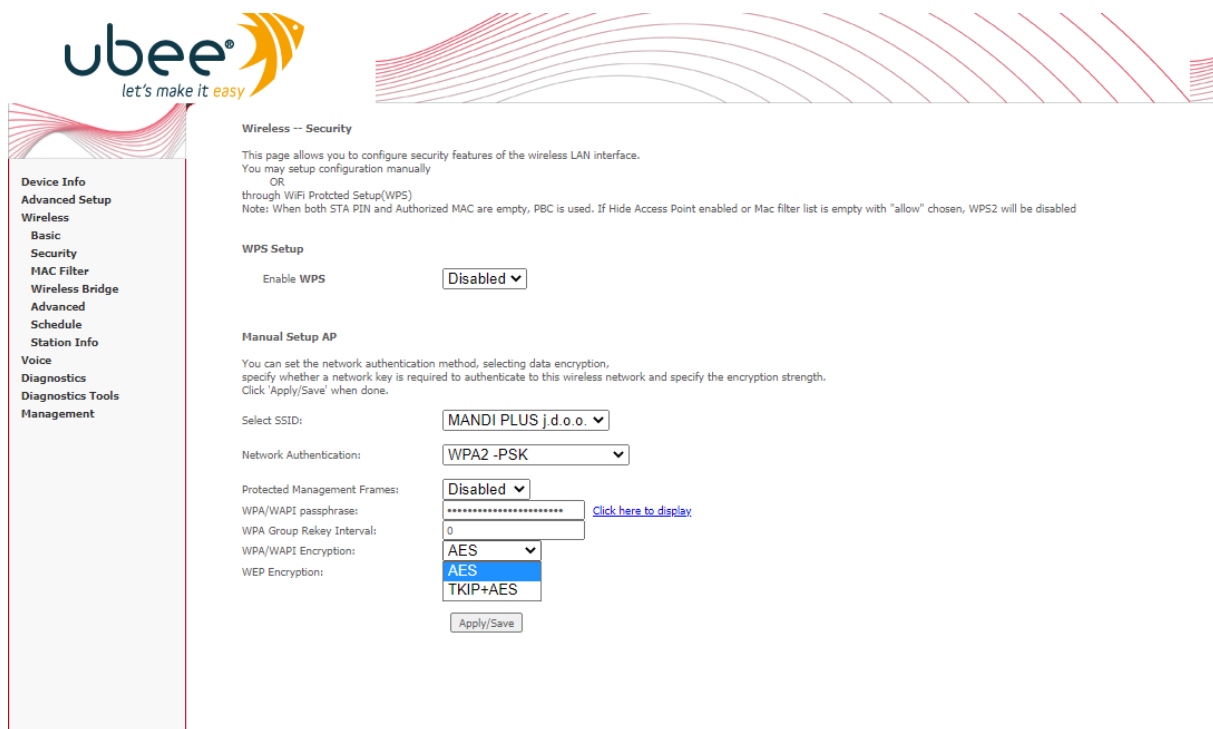 ubee®
let's make it easy
Device Info
Advanced Setup
Wireless
Basic
Security
MAC Filter
Wireless Bridge
Advanced
Schedule
Station Info
Voice
Diagnostics
Diagnostics Tools
Management
Wireless -- Security
This page allows you to configure security features of the wireless LAN interface.
You may setup configuration manually
OR
through WiFi Protcted Setup(WPS)
Note: When both STA PIN and Authorized MAC are empty, PBC is used. If Hide Access Point enabled or Mac filter list is empty with "allow" chosen, WPS2 will be disabled
WPS Setup
Enable WPS Disabled
Manual Setup AP
You can set the network authentication method, selecting data encryption,
specify whether a network key is required to authenticate to this wireless network and specify the encryption strength.
Click 'Apply/Save' when done.
Select SSID: MANDI PLUS j.d.o.o.
Network Authentication: WPA2 -PSK
Protected Management Frames: Disabled
WPA/WAPI passphrase: ••••••••••••••••••••••• Click here to display
WPA Group Rekey Interval: 0
WPA/WAPI Encryption: AES
WEP Encryption: AES
TKIP+AES
Apply/Save